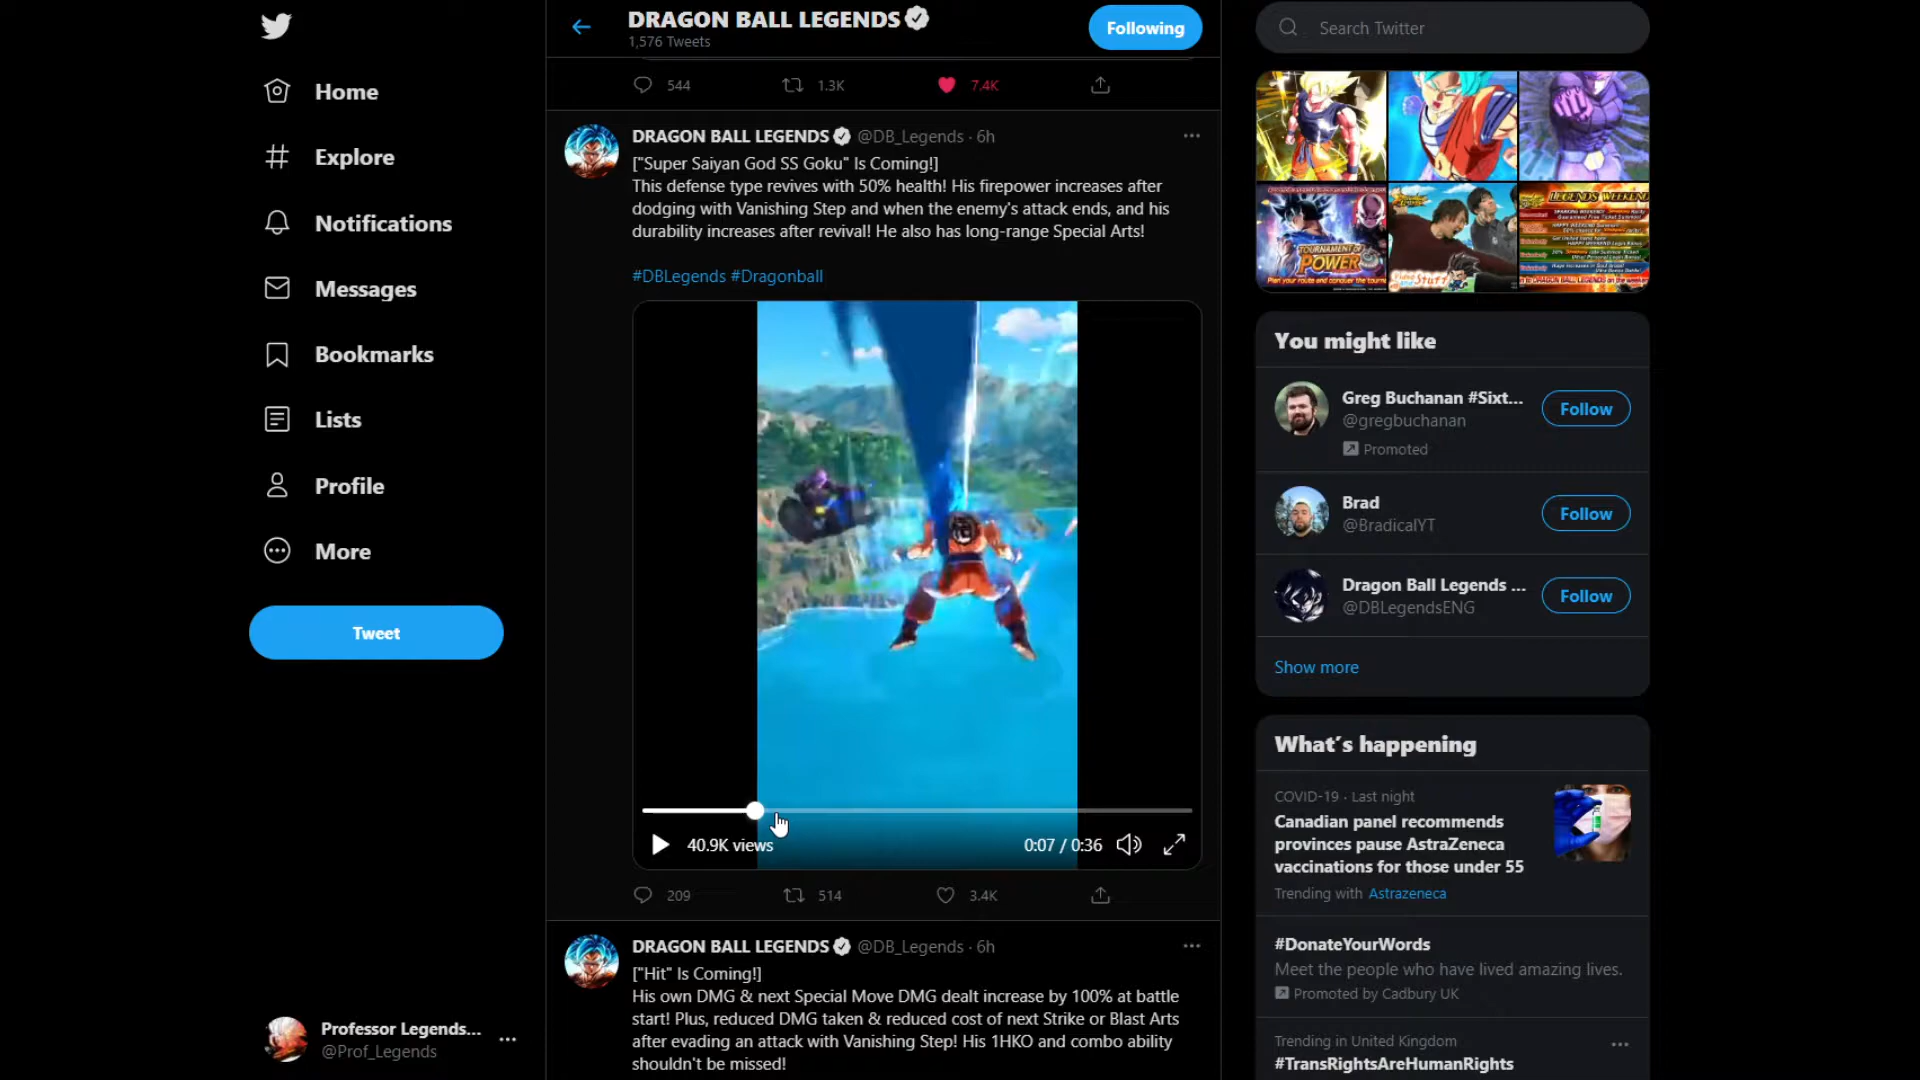 Home
Explore
Notifications
Messages
Bookmarks
Lists
Profile
More
Tweet
Professor Legends...
@Prof_Legends
DRAGON BALL LEGENDS
1,576 Tweets
Following
544
1.3K
7.4K
DRAGON BALL LEGENDS @DB_Legends · 6h
["Super Saiyan God SS Goku" Is Coming!]
This defense type revives with 50% health! His firepower increases after
dodging with Vanishing Step and when the enemy's attack ends, and his
durability increases after revival! He also has long-range Special Arts!
#DBLegends #Dragonball
40.9K views
0:07 / 0:36
209
514
3.4K
DRAGON BALL LEGENDS @DB_Legends · 6h
["Hit" Is Coming!]
His own DMG & next Special Move DMG dealt increase by 100% at battle
start! Plus, reduced DMG taken & reduced cost of next Strike or Blast Arts
after evading an attack with Vanishing Step! His 1HKO and combo ability
shouldn't be missed!
Search Twitter
TOURNAMENT OF
POWER
LEGENDS WEEKEND
You might like
Greg Buchanan #Sixt...
@gregbuchanan
Promoted
Follow
Brad
@BradicalYT
Follow
Dragon Ball Legends ...
@DBLegendsENG
Follow
Show more
What's happening
COVID-19 · Last night
Canadian panel recommends
provinces pause AstraZeneca
vaccinations for those under 55
Trending with Astrazeneca
#DonateYourWords
Meet the people who have lived amazing lives.
Promoted by Cadbury UK
Trending in United Kingdom
#TransRightsAreHumanRights